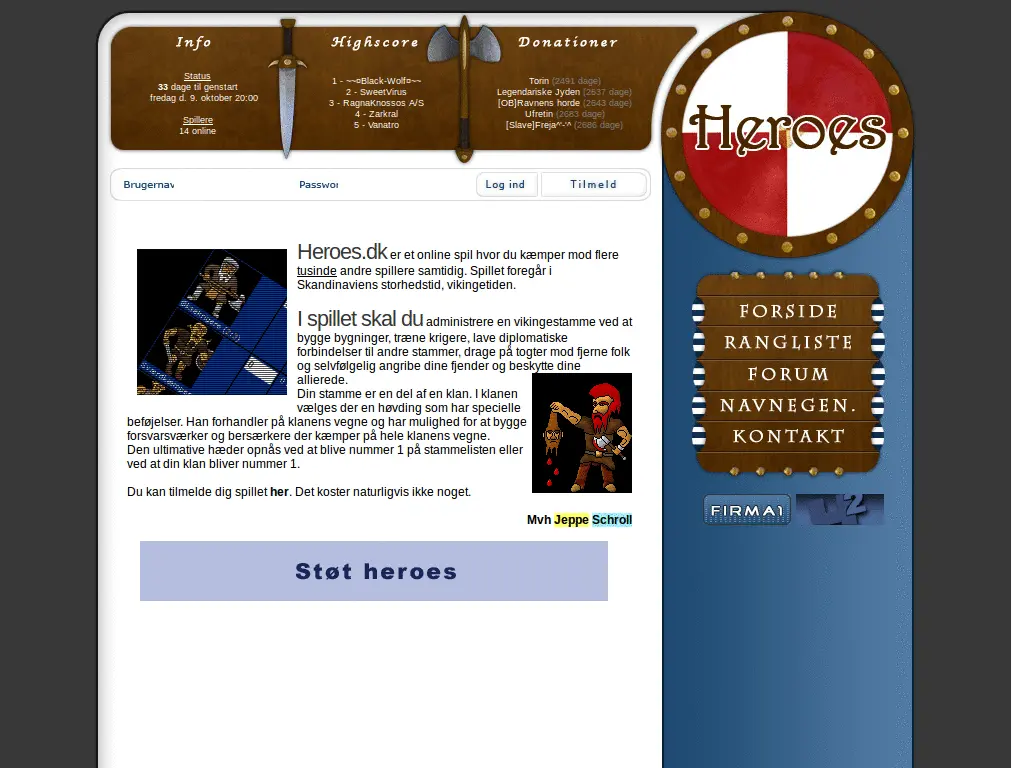 Info
Status
33 dage til genstart
fredag d. 9. oktober 20:00
Spillere
14 online
Highscore
1 - ~~¤Black-Wolf¤~~
2 - SweetVirus
3 - RagnaKnossos A/S
4 - Zarkral
5 - Vanatro
Donationer
Torin (2491 dage)
Legendariske Jyden (2637 dage)
[OB]Ravnens horde (2643 dage)
Ufretin (2683 dage)
[Slave]Freja^'-'^ (2686 dage)
Heroes
Brugernav
Passwor
Log ind
Tilmeld
Heroes.dk er et online spil hvor du kæmper mod flere
tusinde andre spillere samtidig. Spillet foregår i
Skandinaviens storhedstid, vikingetiden.
I spillet skal du administrere en vikingestamme ved at
bygge bygninger, træne krigere, lave diplomatiske
forbindelser til andre stammer, drage på togter mod fjerne folk
og selvfølgelig angribe dine fjender og beskytte dine
allierede.
Din stamme er en del af en klan. I klanen
vælges der en høvding som har specielle
beføjelser. Han forhandler på klanens vegne og har mulighed for at bygge
forsvarsværker og bersærkere der kæmper på hele klanens vegne.
Den ultimative hæder opnås ved at blive nummer 1 på stammelisten eller
ved at din klan bliver nummer 1.
Du kan tilmelde dig spillet her. Det koster naturligvis ikke noget.
Mvh Jeppe Schroll
Støt heroes
FORSIDE
RANGLISTE
FORUM
NAVNEGEN.
KONTAKT
FIRMA1